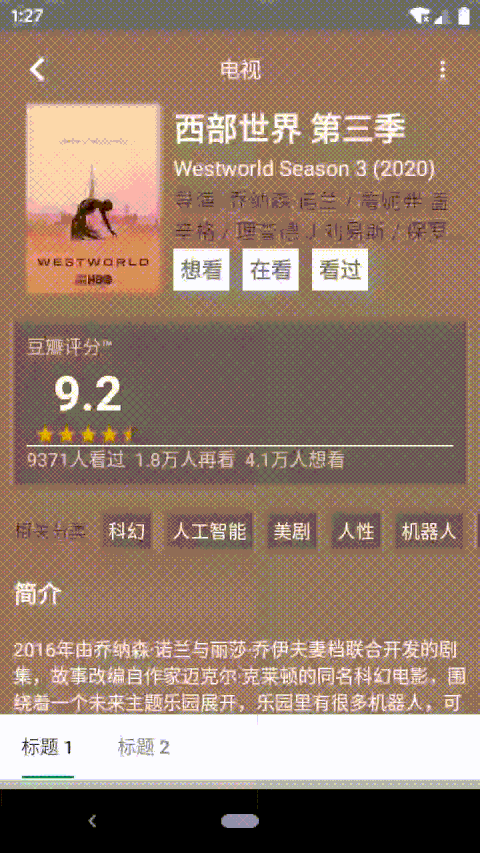 1:27
电视
西部世界 第三季
Westworld Season 3 (2020)
导演 乔纳森·诺兰 /
辛格 / 理查德·J·刘易斯 / 保罗
想看 在看 看过
WESTWORLD
HBO
豆瓣评分™
9.2
9371人看过 1.8万人再看 4.1万人想看
相关分类 科幻 人工智能 美剧 人性 机器人
简介
2016年由乔纳森·诺兰与丽莎·乔伊夫妻档联合开发的剧
集，故事改编自作家迈克尔·克莱顿的同名科幻电影，围
绕着一个未来主题乐园展开，乐园里有很多机器人，可
标题 1 标题 2